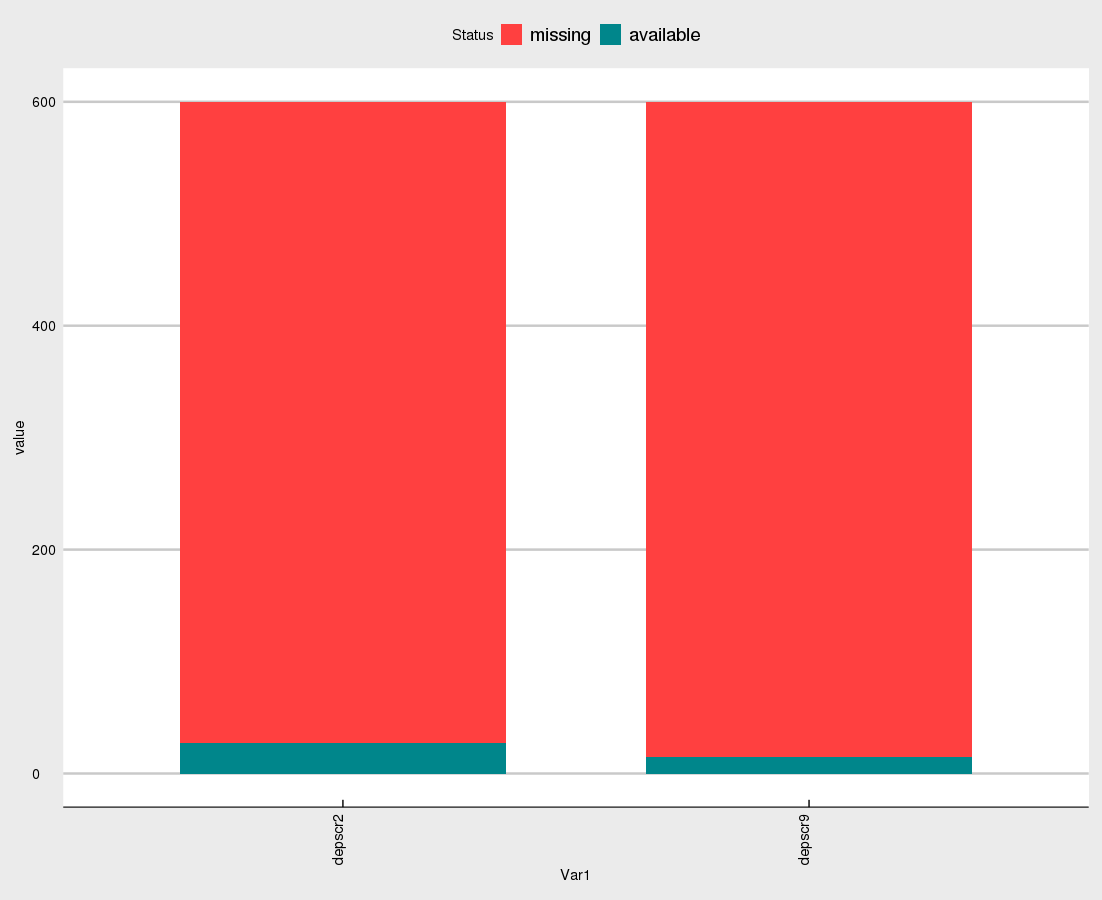 Status missing available
600
400
200
0
value
depscr2 depscr9
Var1